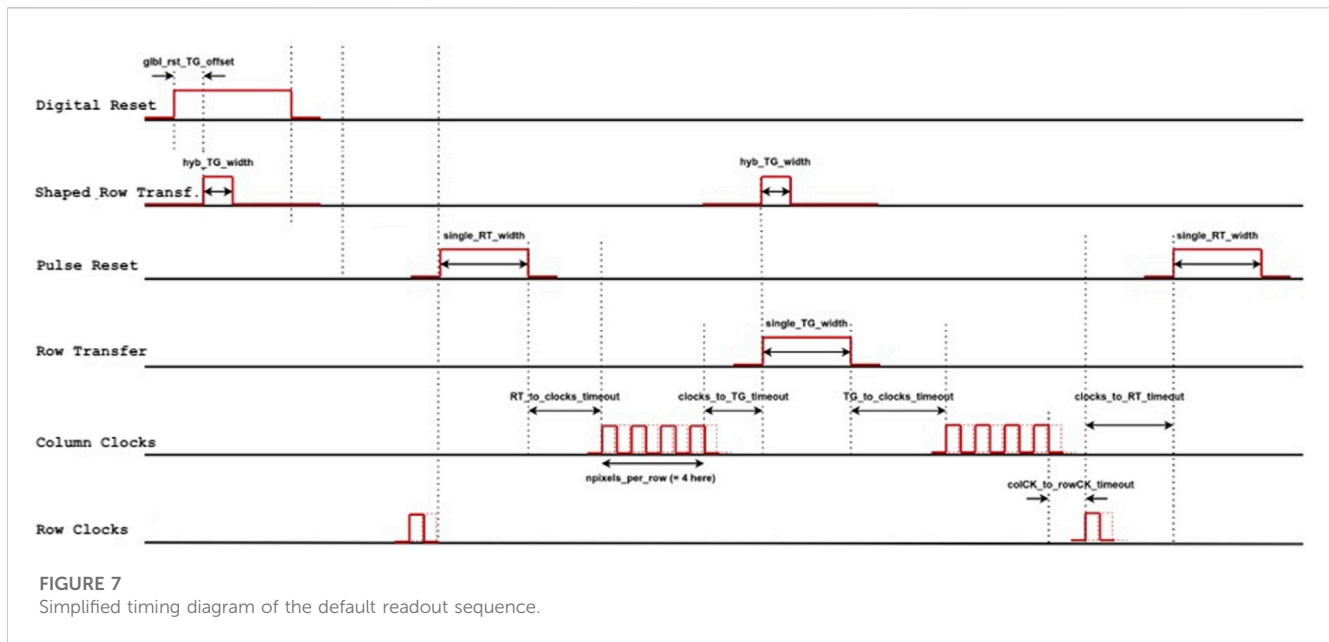 glbl_rst_TG_offset
Digital Reset
hyb_TG_width
hyb_TG_width
Shaped Row Transf.
single_RT_width
single_RT_width
Pulse Reset
single_TG_width
Row Transfer
RT_to_clocks_timeout
clocks_to_TG_timeout
TG_to_clocks_timeout
clocks_to_RT_timeout
Column Clocks
npixels_per_row (= 4 here)
colCK_to_rowCK_timeout
Row Clocks
FIGURE 7
Simplified timing diagram of the default readout sequence.